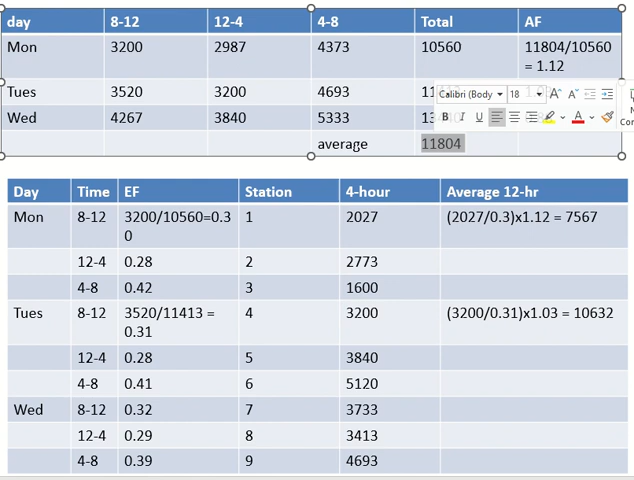 day 8-12 12-4 4-8 Total AF
Mon 3200 2987 4373 10560 11804/10560
= 1.12
Tues 3520 3200 4693
Calibri (Body 18
Wed 4267 3840 5333
B I U A
average 11804
Day Time EF Station 4-hour Average 12-hr
Mon 8-12 3200/10560=0.3 1 2027 (2027/0.3)x1.12 = 7567
0
12-4 0.28 2 2773
4-8 0.42 3 1600
Tues 8-12 3520/11413 = 4 3200 (3200/0.31)x1.03 = 10632
0.31
12-4 0.28 5 3840
4-8 0.41 6 5120
Wed 8-12 0.32 7 3733
12-4 0.29 8 3413
4-8 0.39 9 4693